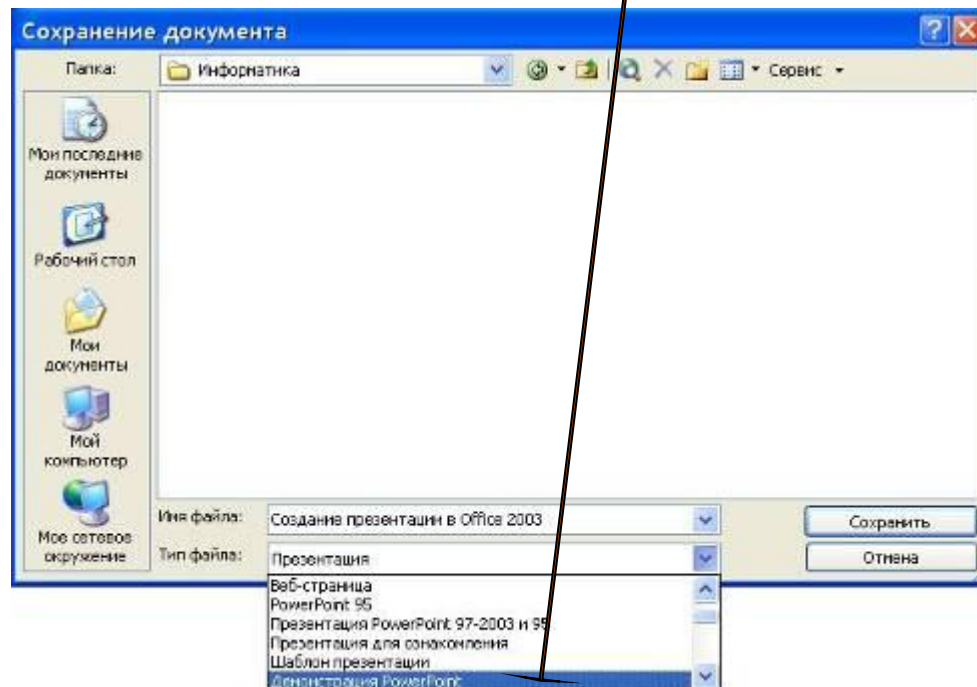 Сохранение документа
Папка:
Информатика
Сервис
Мои последние
документы
Рабочий стол
Мои
документы
Мой
компьютер
Мое сетевое
окружение
Имя файла:
Создание презентации в Office 2003
Сохранить
Тип файла:
Презентация
Отмена
Веб-страница
PowerPoint 95
Презентация PowerPoint 97-2003 и 95
Презентация для ознакомления
Шаблон презентации
Демонстрация PowerPoint